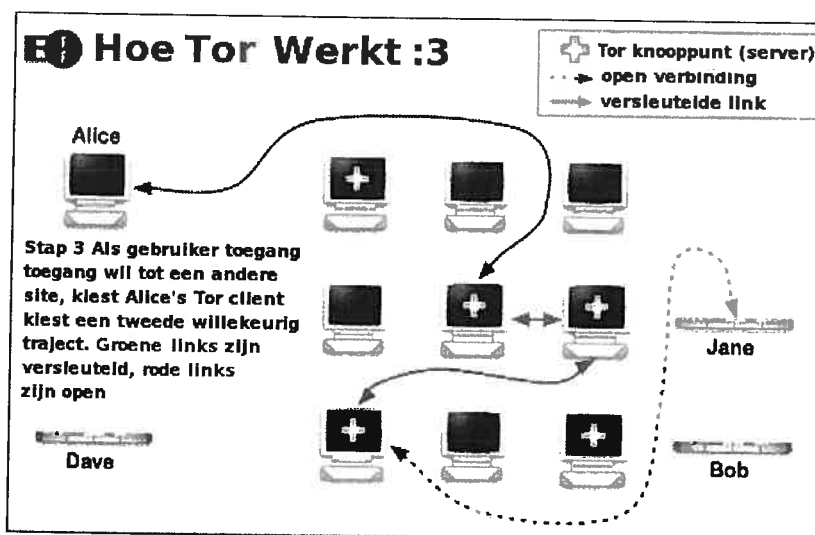 Hoe Tor Werkt :3
Tor knooppunt (server)
open verbinding
versleutelde link
Alice
Stap 3 Als gebruiker toegang
toegang wil tot een andere
site, kiest Alice's Tor client
kiest een tweede willekeurig
traject. Groene links zijn
versleuteld, rode links
zijn open
Jane
Dave
Bob